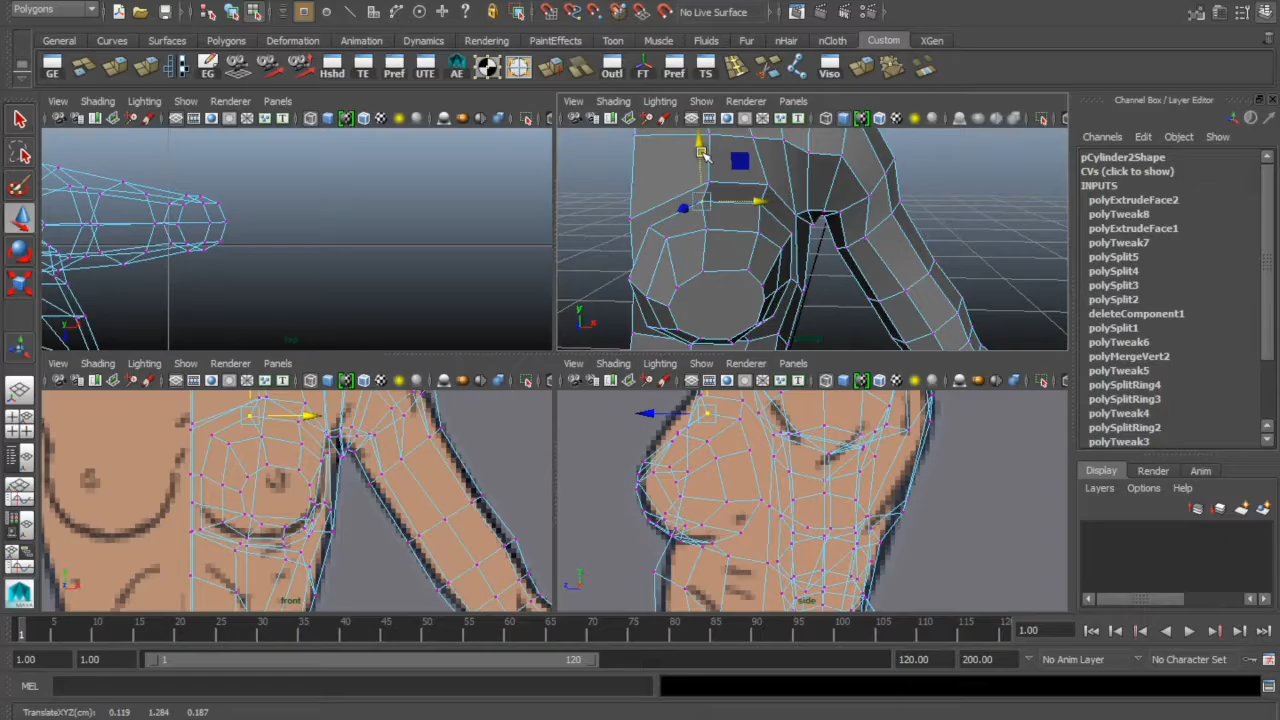 Polygons
No Live Surface
General Curves Surfaces Polygons Deformation Animation Dynamics Rendering PaintEffects Toon Muscle Fluids Fur nHair nCloth Custom XGen
GE EG Hshd TE Pref UTE AE Outl FT Pref TS Viso
View Shading Lighting Show Renderer Panels
View Shading Lighting Show Renderer Panels
Channel Box / Layer Editor
Channels Edit Object Show
pCylinder2Shape
CVs (click to show)
INPUTS
polyExtrudeFace2
polyTweak8
polyExtrudeFace1
polyTweak7
polySplit5
polySplit4
polySplit3
polySplit2
deleteComponent1
polySplit1
polyTweak6
polyMergeVert2
polyTweak5
polySplitRing4
polySplitRing3
polyTweak4
polySplitRing2
polyTweak3
top
View Shading Lighting Show Renderer Panels
View Shading Lighting Show Renderer Panels
front
side
Display Render Anim
Layers Options Help
5 10 15 20 25 30 35 40 45 50 55 60 65 70 75 80 85 90 95 100 105 110 115
1
1.00
1.00 1.00 1 120 120.00 200.00 No Anim Layer No Character Set
MEL
TranslateXYZ(cm): 0.119 1.284 0.187